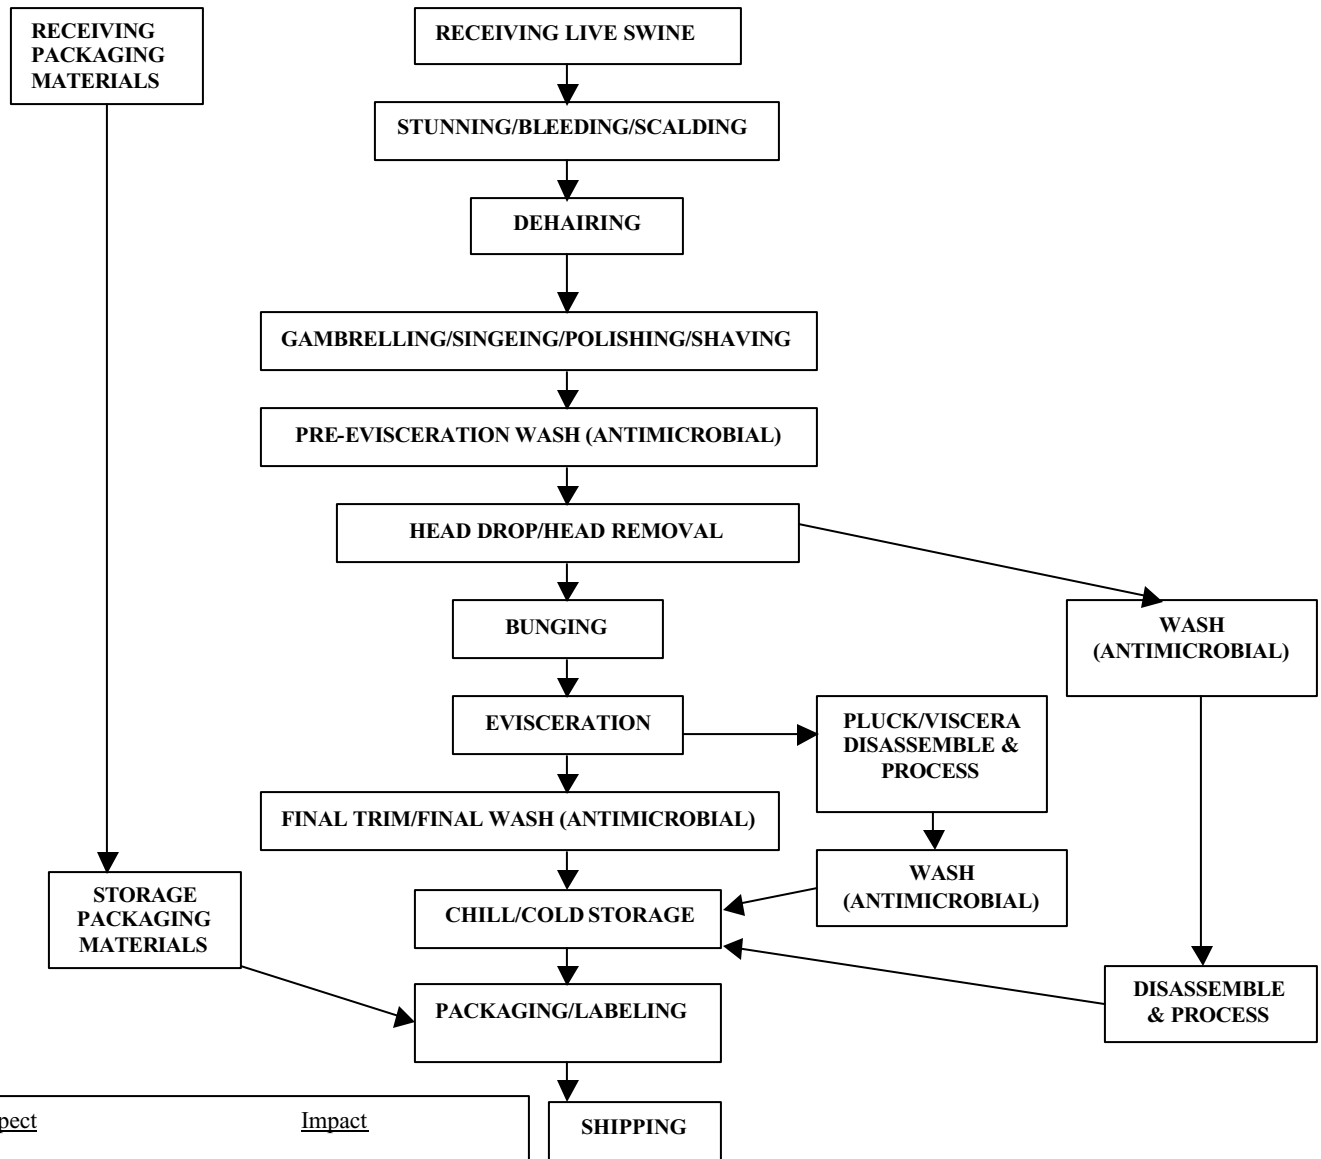 RECEIVING
PACKAGING
MATERIALS
RECEIVING LIVE SWINE
STUNNING/BLEEDING/SCALDING
DEHAIRING
GAMBRELLING/SINGEING/POLISHING/SHAVING
PRE-EVISCERATION WASH (ANTIMICROBIAL)
HEAD DROP/HEAD REMOVAL
BUNGING
WASH
(ANTIMICROBIAL)
EVISCERATION
PLUCK/VISCERA
DISASSEMBLE &
PROCESS
FINAL TRIM/FINAL WASH (ANTIMICROBIAL)
WASH
(ANTIMICROBIAL)
STORAGE
PACKAGING
MATERIALS
CHILL/COLD STORAGE
DISASSEMBLE
& PROCESS
PACKAGING/LABELING
SHIPPING
pect
Impact